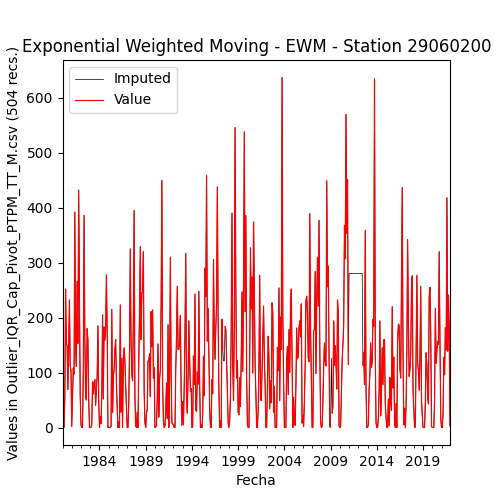 Exponential Weighted Moving - EWM - Station 29060200
Imputed
Value
Values in Outlier_IQR_Cap_Pivot_PTPM_TT_M.csv (504 recs.)
600
500
400
300
200
100
0
1984 1989 1994 1999 2004 2009 2014 2019
Fecha